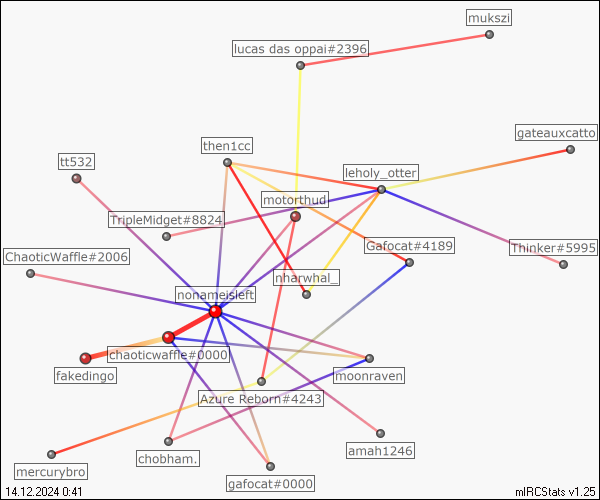 mukszi
lucas das oppai#2396
gateauxcatto
then1cc
tt532
leholy_otter
motorthud
TripleMidget#8824
Gafocat#4189
Thinker#5995
ChaoticWaffle#2006
nharwhal_
nonameisleft
chaoticwaffle#0000
fakedingo
moonraven
Azure Reborn#4243
chobham.
amah1246
mercurybro
gafocat#0000
14.12.2024 0:41
mIRCStats v1.25